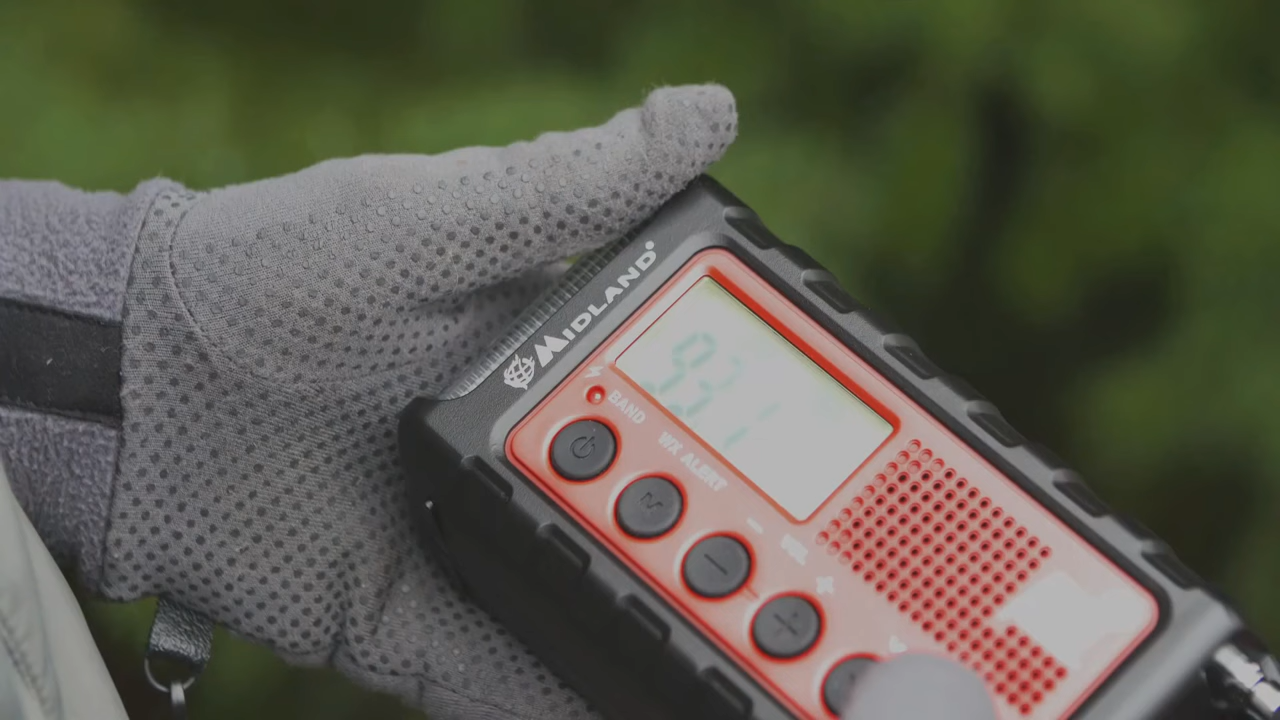 MIDLAND
BAND
WX ALERT
M
−
− VOL +
+